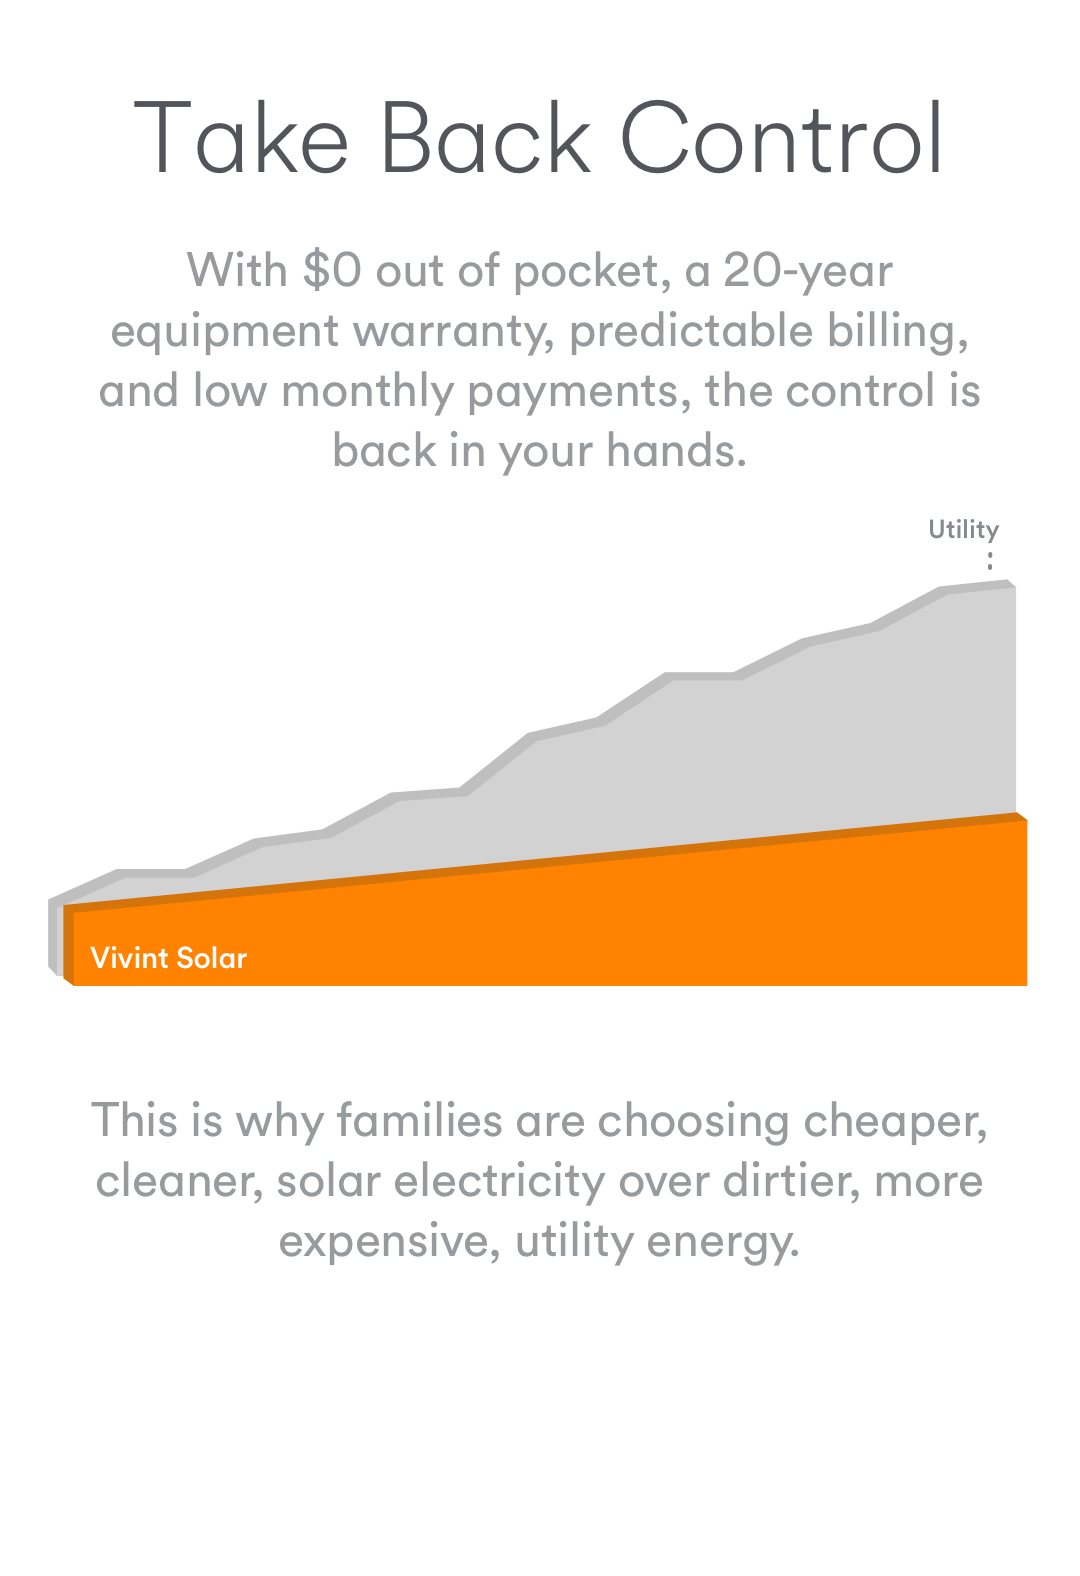 Take Back Control
With $0 out of pocket, a 20-year
equipment warranty, predictable billing,
and low monthly payments, the control is
back in your hands.
Utility
Vivint Solar
This is why families are choosing cheaper,
cleaner, solar electricity over dirtier, more
expensive, utility energy.